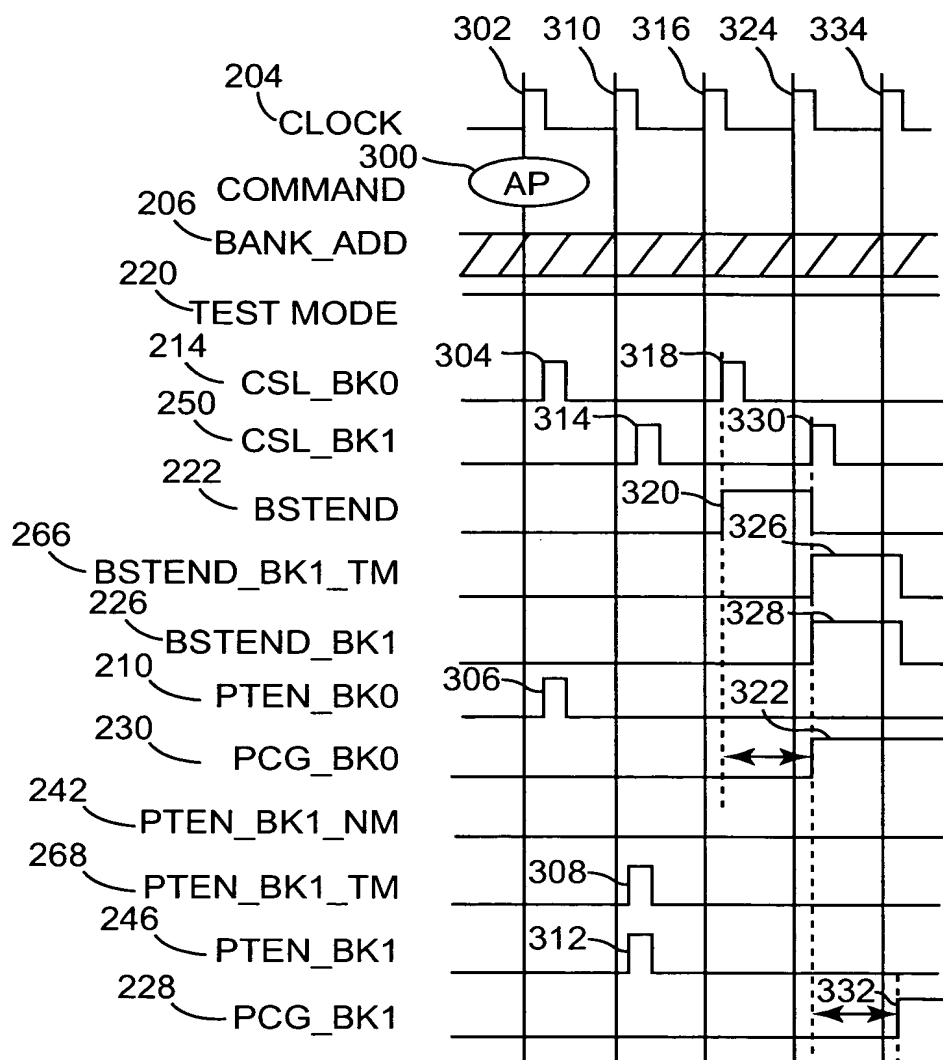 302 310 316 324 334
204
CLOCK
300
COMMAND AP
206
BANK_ADD
220
TEST MODE
214
304 318
CSL_BK0
250
314 330
CSL_BK1
222
320
BSTEND
326
266
BSTEND_BK1_TM
226
328
BSTEND_BK1
210
306
PTEN_BK0
322
230
PCG_BK0
242
PTEN_BK1_NM
268
308
PTEN_BK1_TM
246
312
PTEN_BK1
228
332
PCG_BK1